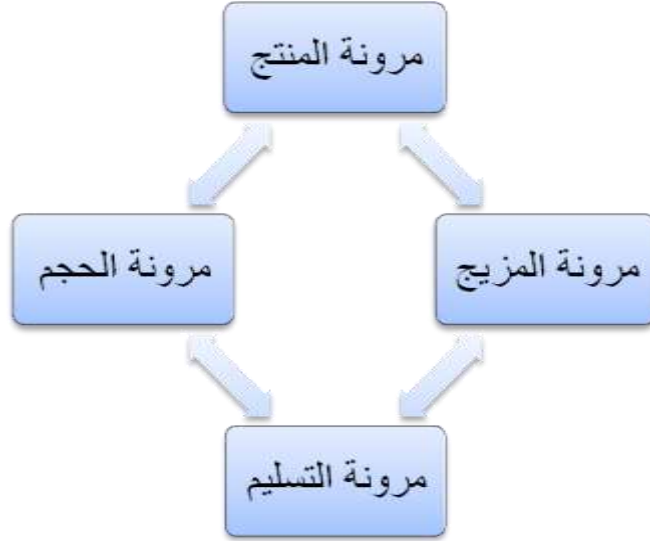 مرونة المنتج
مرونة المزيج
مرونة الحجم
مرونة التسليم